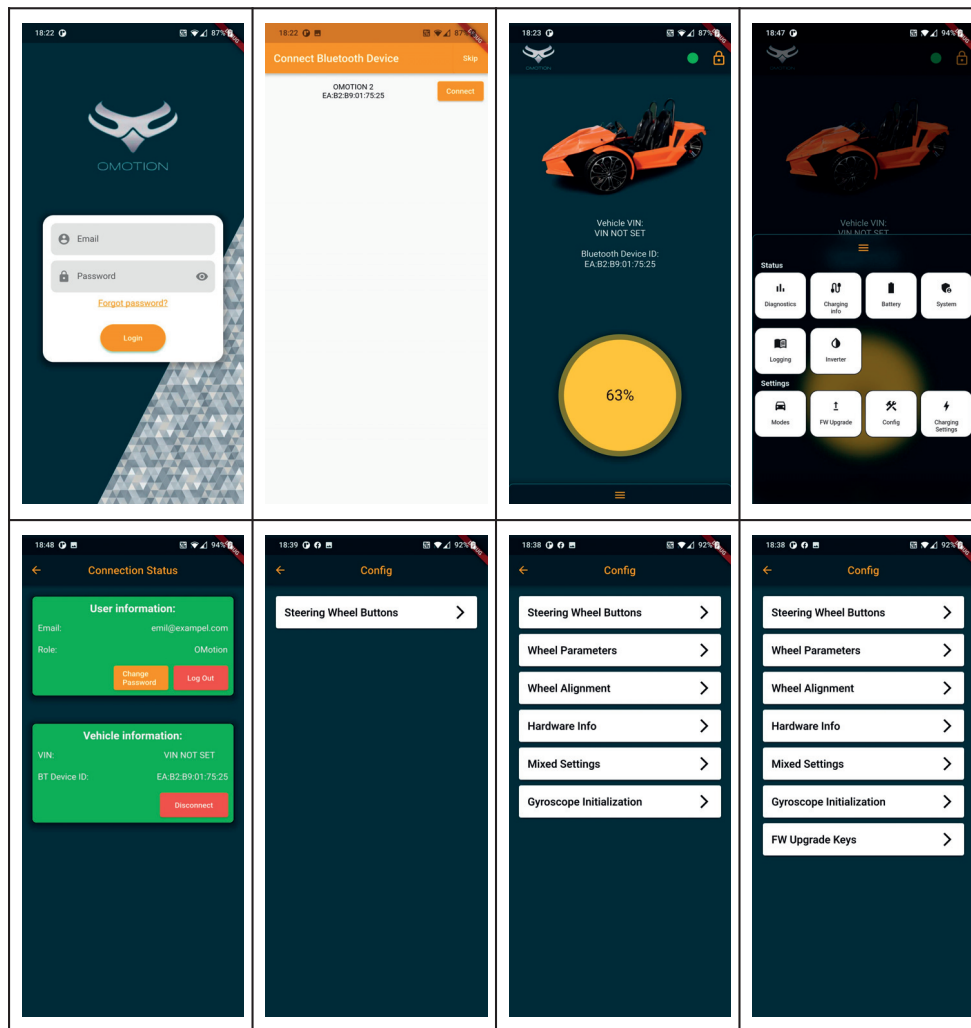 18:22
87%
OMOTION
Email
Password
Forgot password?
Login
18:22
87%
Connect Bluetooth Device
Skip
OMOTION 2
EA:B2:B9:01:75:25
Connect
18:23
87%
OMOTION
Vehicle VIN:
VIN NOT SET
Bluetooth Device ID:
EA:B2:B9:01:75:25
63%
18:47
94%
Vehicle VIN:
VIN NOT SET
Status
Diagnostics
Charging
Info
Battery
System
Logging
Inverter
Settings
Modes
FW Upgrade
Config
Charging
Settings
18:48
94%
Connection Status
User information:
Email:
emil@exampel.com
Role:
OMotion
Change
Password
Log Out
Vehicle information:
VIN:
VIN NOT SET
BT Device ID:
EA:B2:B9:01:75:25
Disconnect
18:39
92%
Config
Steering Wheel Buttons
18:38
92%
Config
Steering Wheel Buttons
Wheel Parameters
Wheel Alignment
Hardware Info
Mixed Settings
Gyroscope Initialization
18:38
92%
Config
Steering Wheel Buttons
Wheel Parameters
Wheel Alignment
Hardware Info
Mixed Settings
Gyroscope Initialization
FW Upgrade Keys